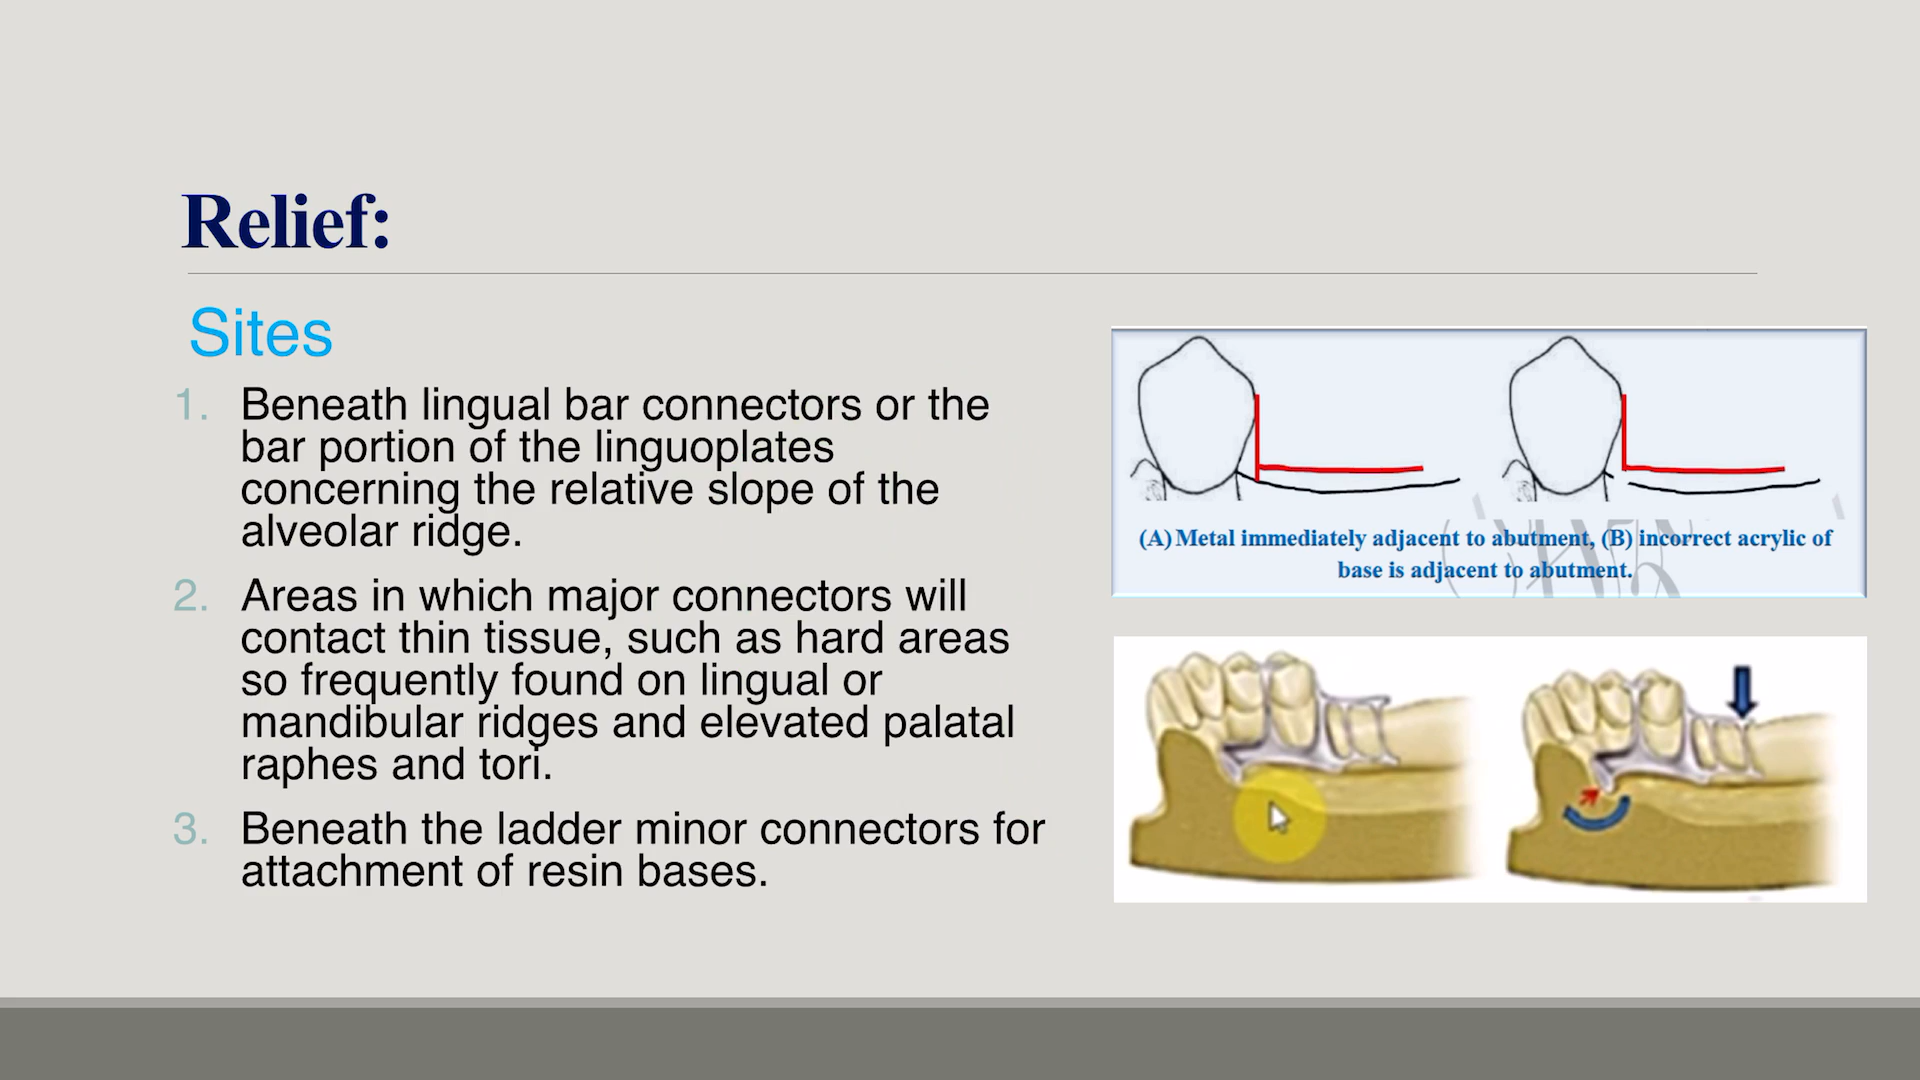 Relief:
Sites
1. Beneath lingual bar connectors or the
bar portion of the linguoplates
concerning the relative slope of the
alveolar ridge.
2. Areas in which major connectors will
contact thin tissue, such as hard areas
so frequently found on lingual or
mandibular ridges and elevated palatal
raphes and tori.
3. Beneath the ladder minor connectors for
attachment of resin bases.
(A) Metal immediately adjacent to abutment, (B) incorrect acrylic of
base is adjacent to abutment.